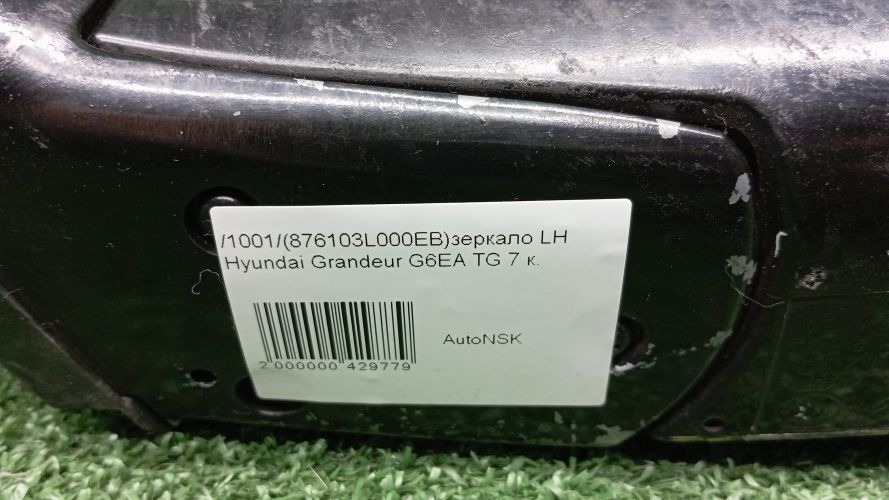 /1001/(876103L000EB)зеркало LH
Hyundai Grandeur G6EA TG 7 к.
AutoNSK
2 000000 429779